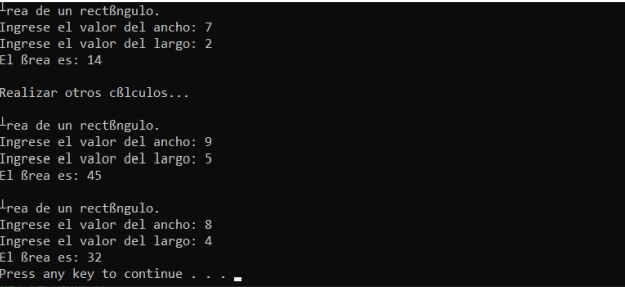 ┴rea de un rectßngulo.
Ingrese el valor del ancho: 7
Ingrese el valor del largo: 2
El ßrea es: 14
Realizar otros cßlculos...
┴rea de un rectßngulo.
Ingrese el valor del ancho: 9
Ingrese el valor del largo: 5
El ßrea es: 45
┴rea de un rectßngulo.
Ingrese el valor del ancho: 8
Ingrese el valor del largo: 4
El ßrea es: 32
Press any key to continue . . .